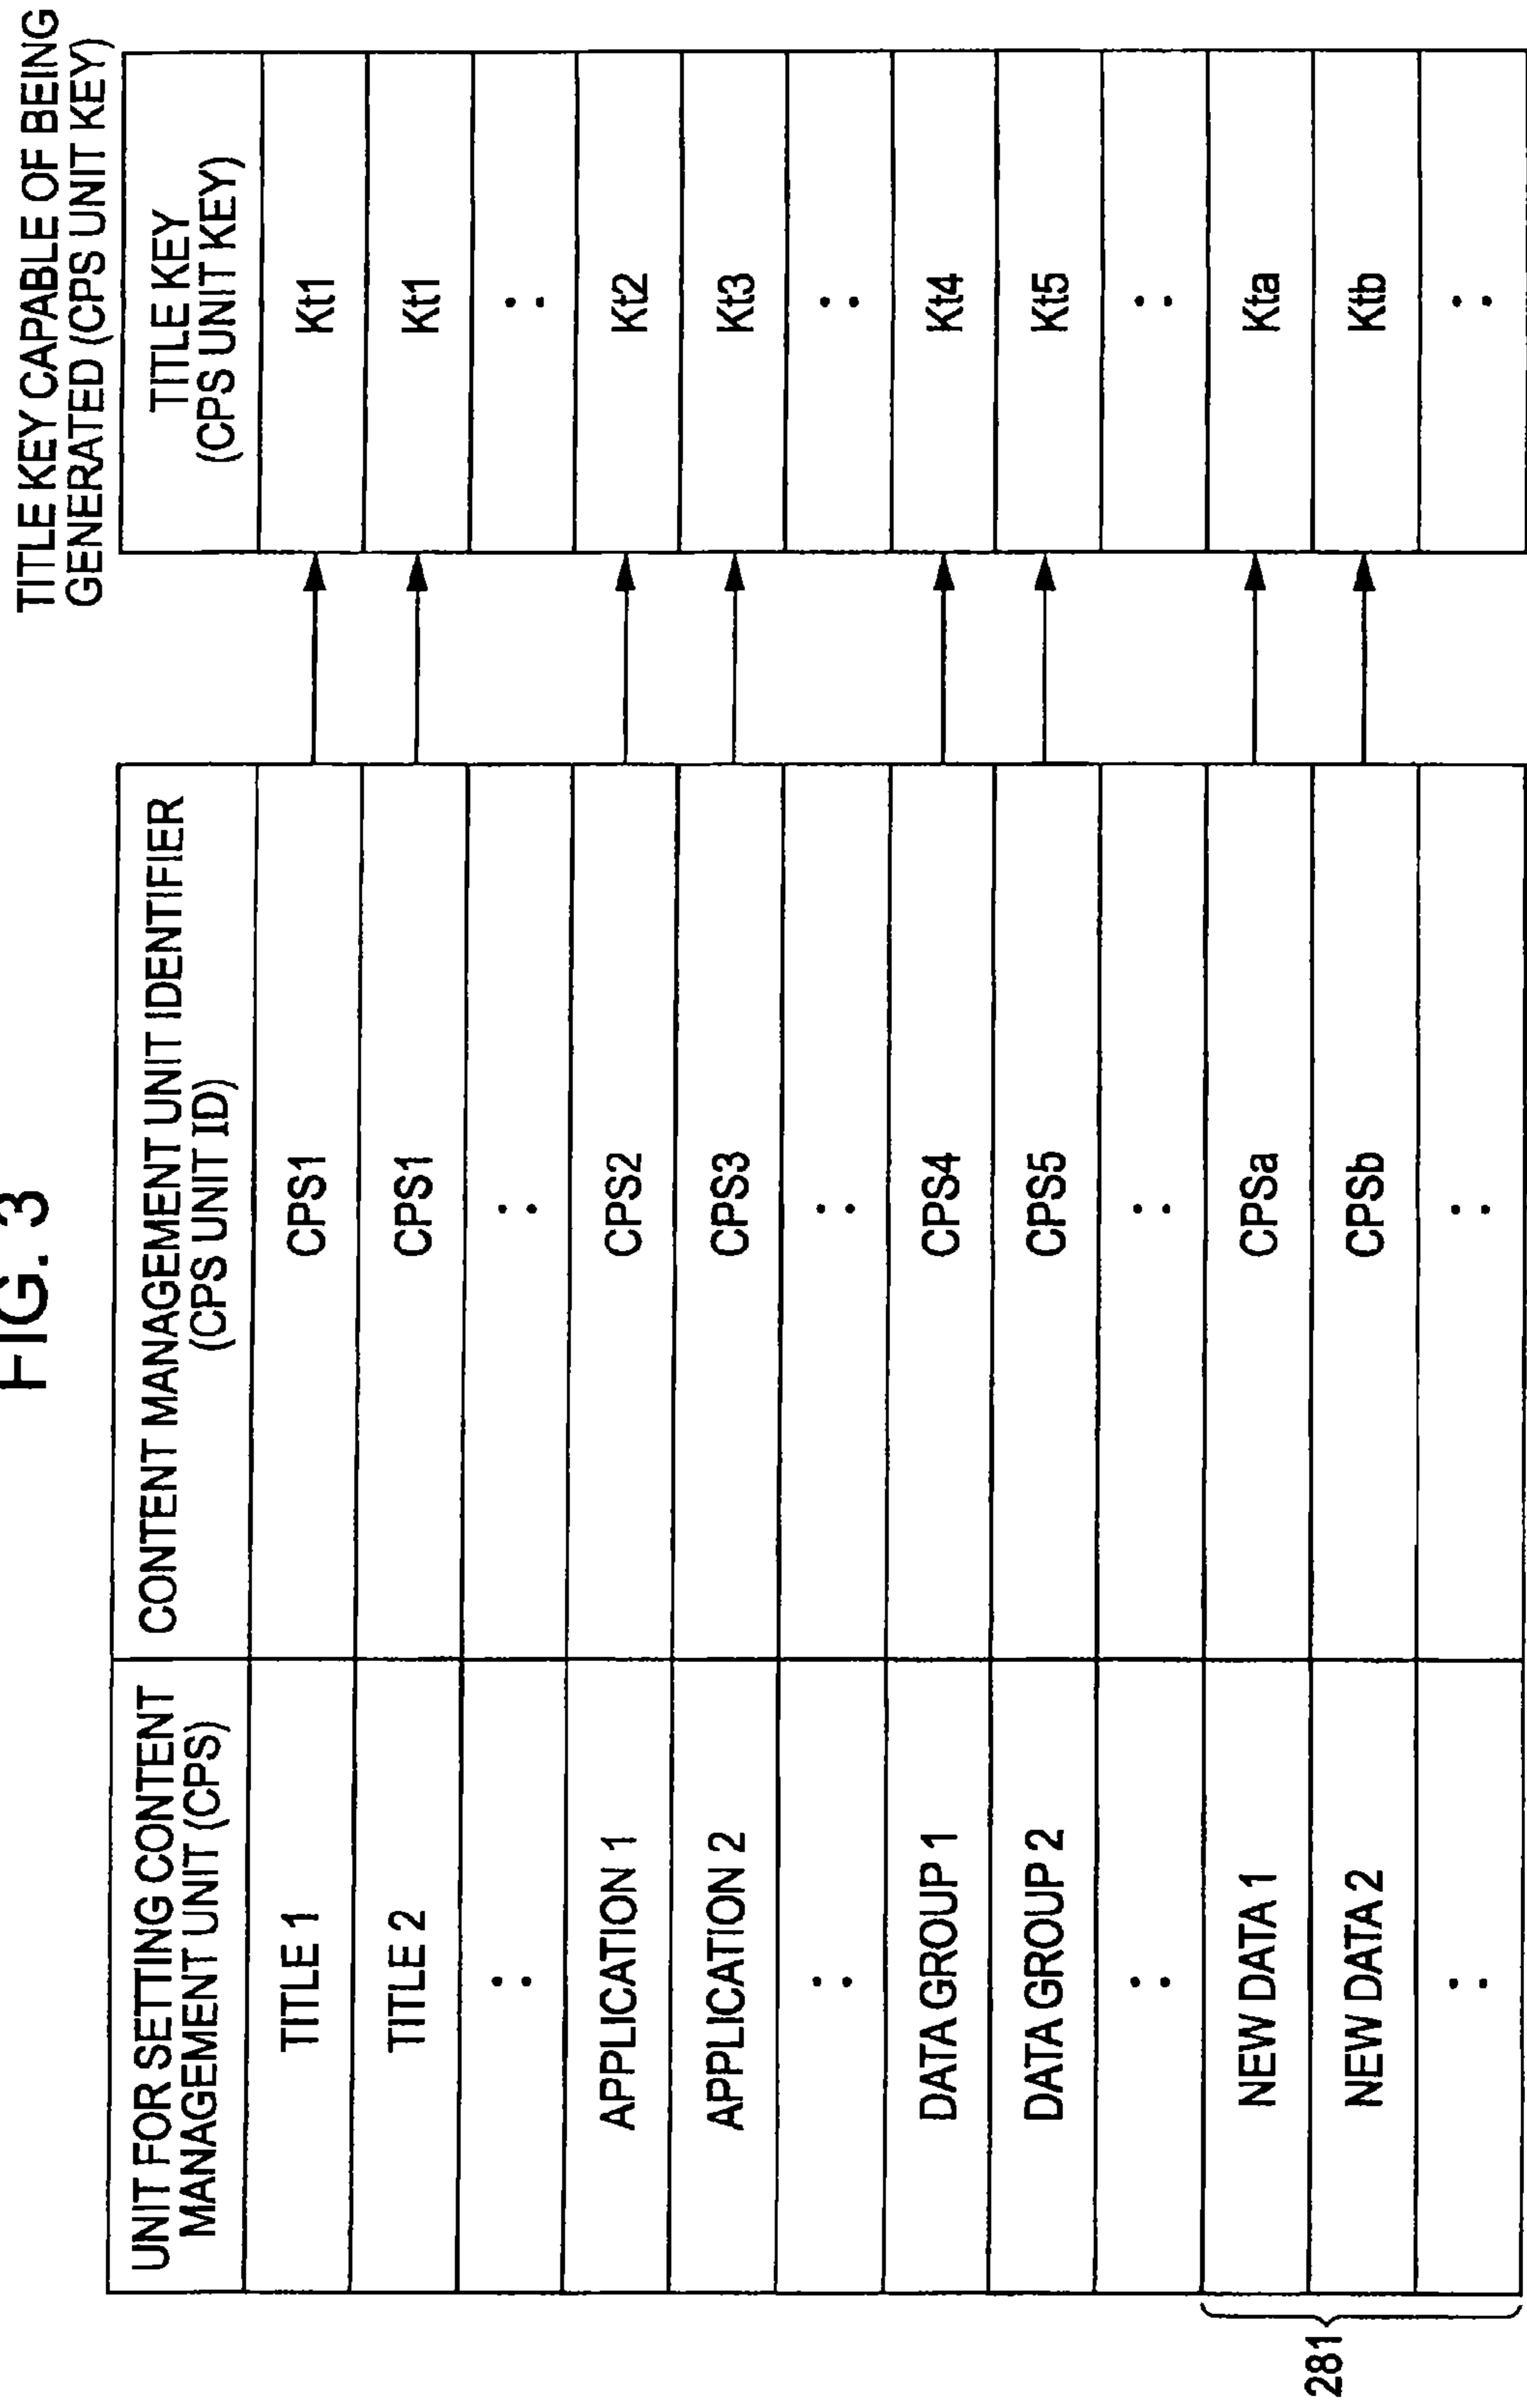 FIG. 3
TITLE KEY CAPABLE OF BEING
GENERATED (CPS UNIT KEY)
UNIT FOR SETTING CONTENT
MANAGEMENT UNIT (CPS)
CONTENT MANAGEMENT UNIT IDENTIFIER
(CPS UNIT ID)
TITLE KEY
(CPS UNIT KEY)
TITLE 1
CPS1
Kt1
TITLE 2
CPS1
Kt1
:
:
:
APPLICATION 1
CPS2
Kt2
APPLICATION 2
CPS3
Kt3
:
:
:
DATA GROUP 1
CPS4
Kt4
DATA GROUP 2
CPS5
Kt5
:
:
:
281
NEW DATA 1
CPSa
Kta
NEW DATA 2
CPSb
Ktb
:
:
: